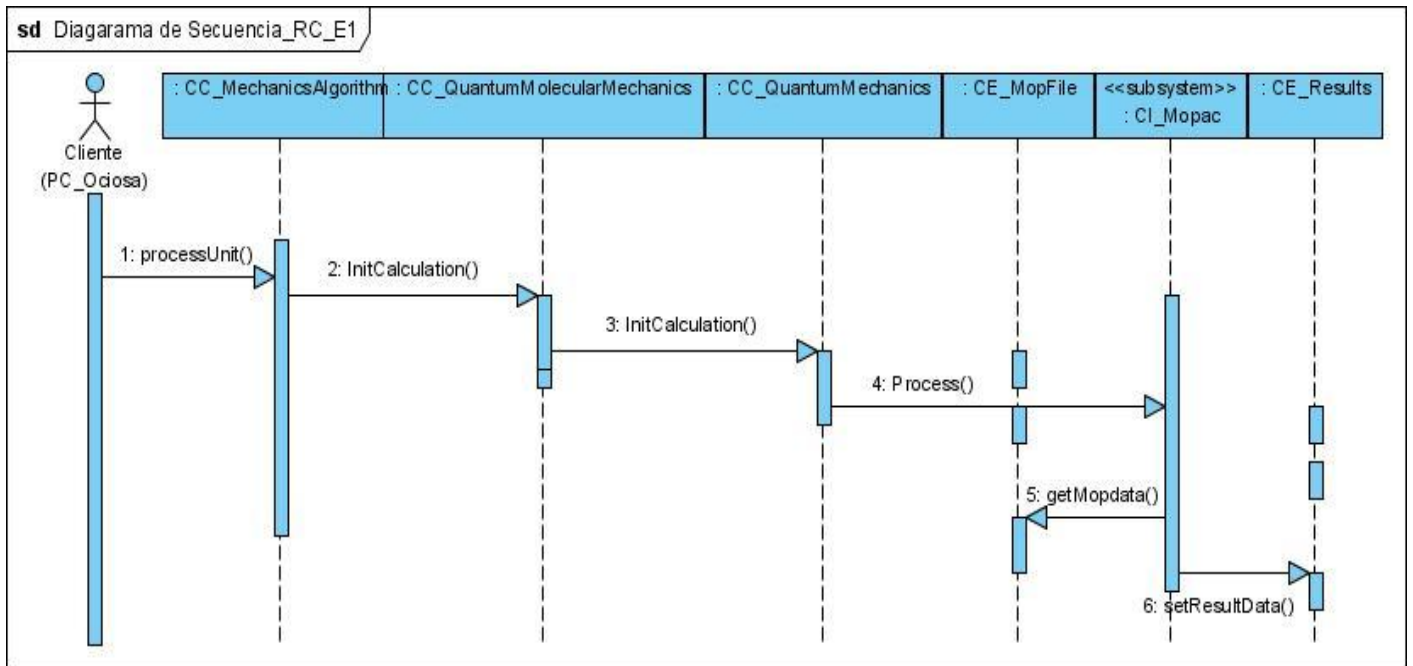 sd Diagarama de Secuencia_RC_E1
: CC_MechanicsAlgorithm
: CC_QuantumMolecularMechanics
: CC_QuantumMechanics
: CE_MopFile
<<subsystem>>
: CI_Mopac
: CE_Results
Cliente
(PC_Ociosa)
1: processUnit()
2: InitCalculation()
3: InitCalculation()
4: Process()
5: getMopdata()
6: setResultData()